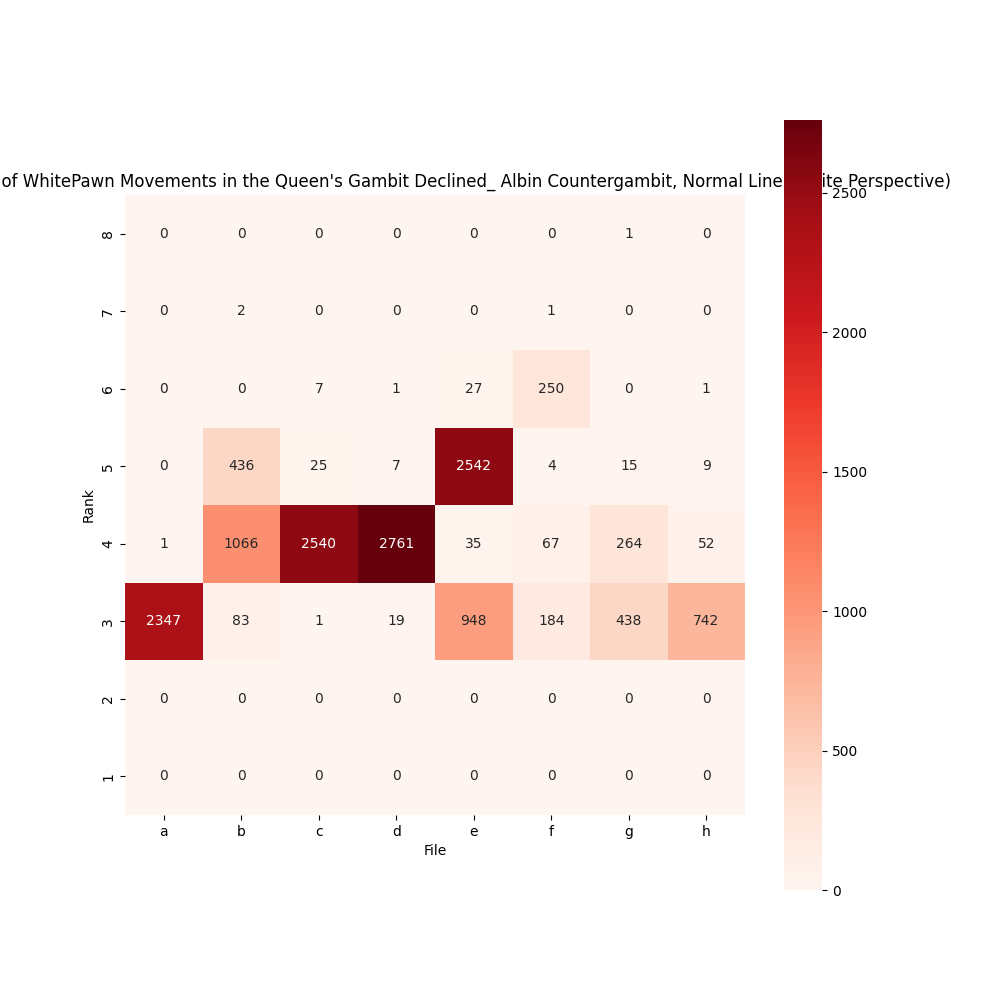 of WhitePawn Movements in the Queen's Gambit Declined_ Albin Countergambit, Normal Line ite Perspective)
2500
8 0 0 0 0 0 0 1 0
7 0 2 0 0 0 1 0 0
2000
6 0 0 7 1 27 250 0 1
1500
5 0 436 25 7 2542 4 15 9
Rank
4 1 1066 2540 2761 35 67 264 52
1000
3 2347 83 1 19 948 184 438 742
2 0 0 0 0 0 0 0 0
500
1 0 0 0 0 0 0 0 0
a b c d e f g h
File
0